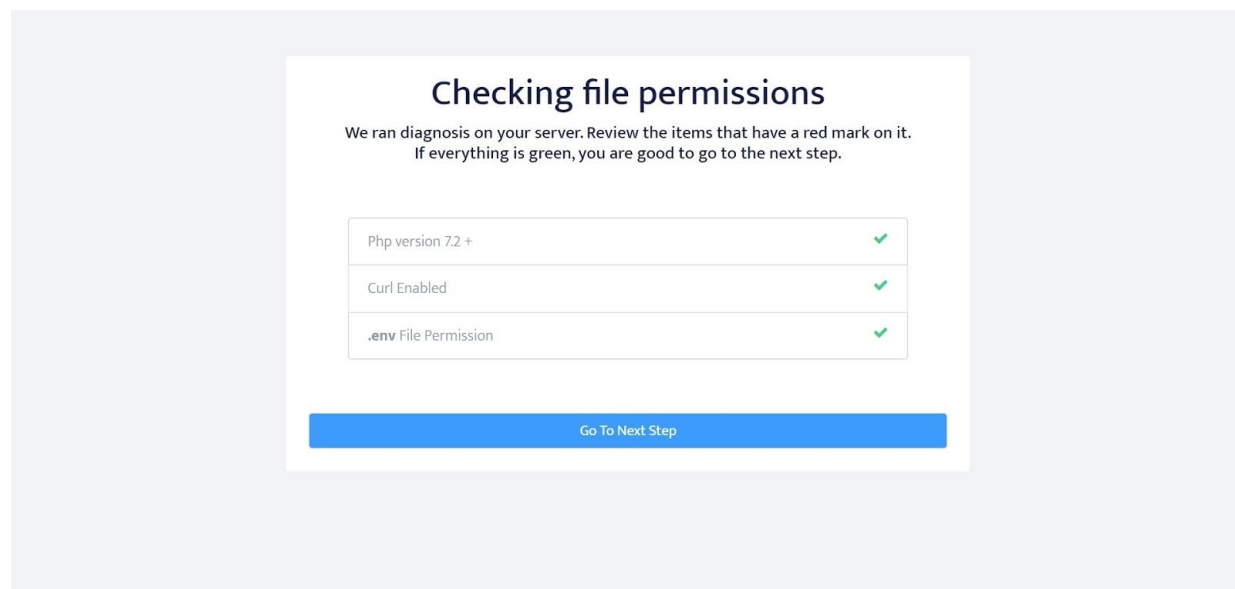 Checking file permissions
We ran diagnosis on your server. Review the items that have a red mark on it.
If everything is green, you are good to go to the next step.
Php version 7.2 +
Curl Enabled
.env File Permission
Go To Next Step